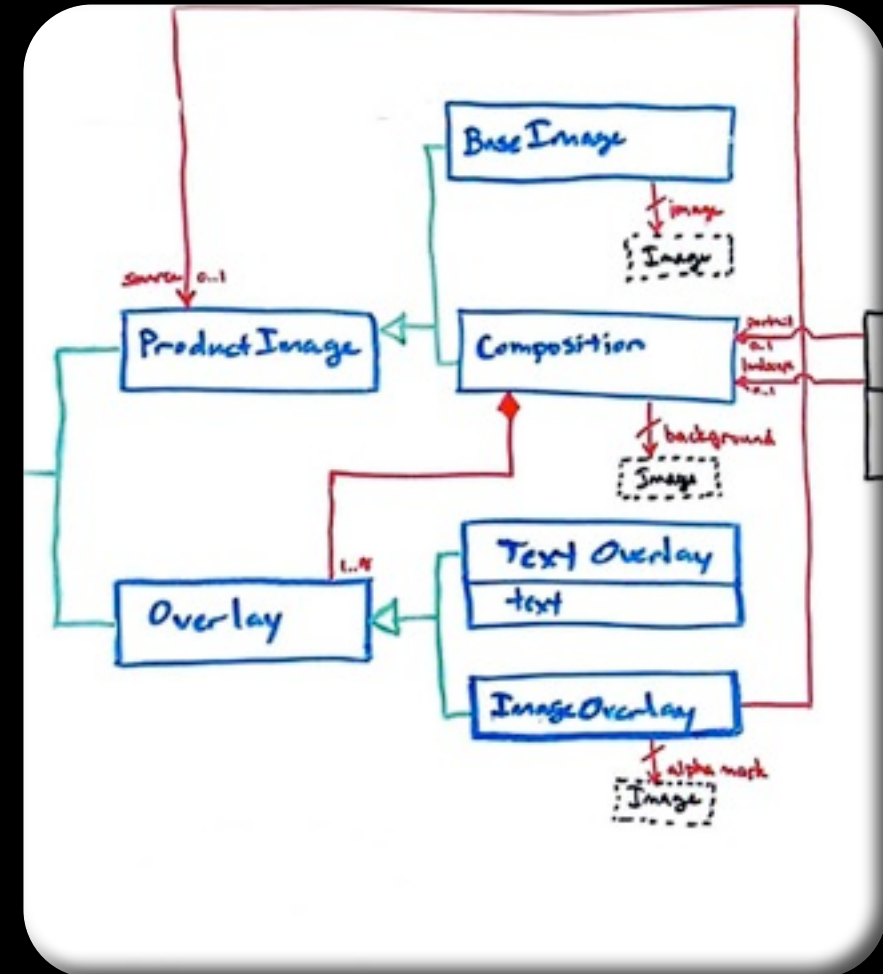 BaseImage
image
Image
source 0..1
ProductImage
Composition
portrait
0..1
landscape
0..1
background
Image
1..N
Text Overlay
text
Overlay
ImageOverlay
alpha mask
Image